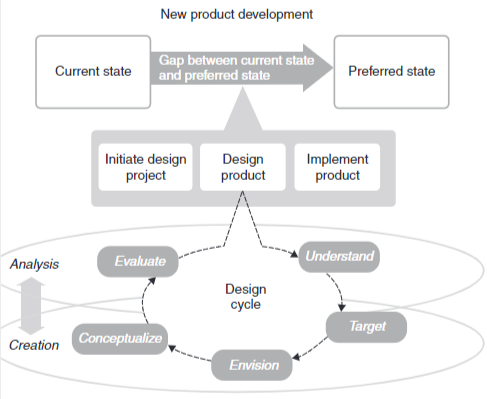 New product development
Current state
Gap between current state
and preferred state
Preferred state
Initiate design
project
Design
product
Implement
product
Evaluate
Understand
Analysis
Design
cycle
Creation
Conceptualize
Target
Envision